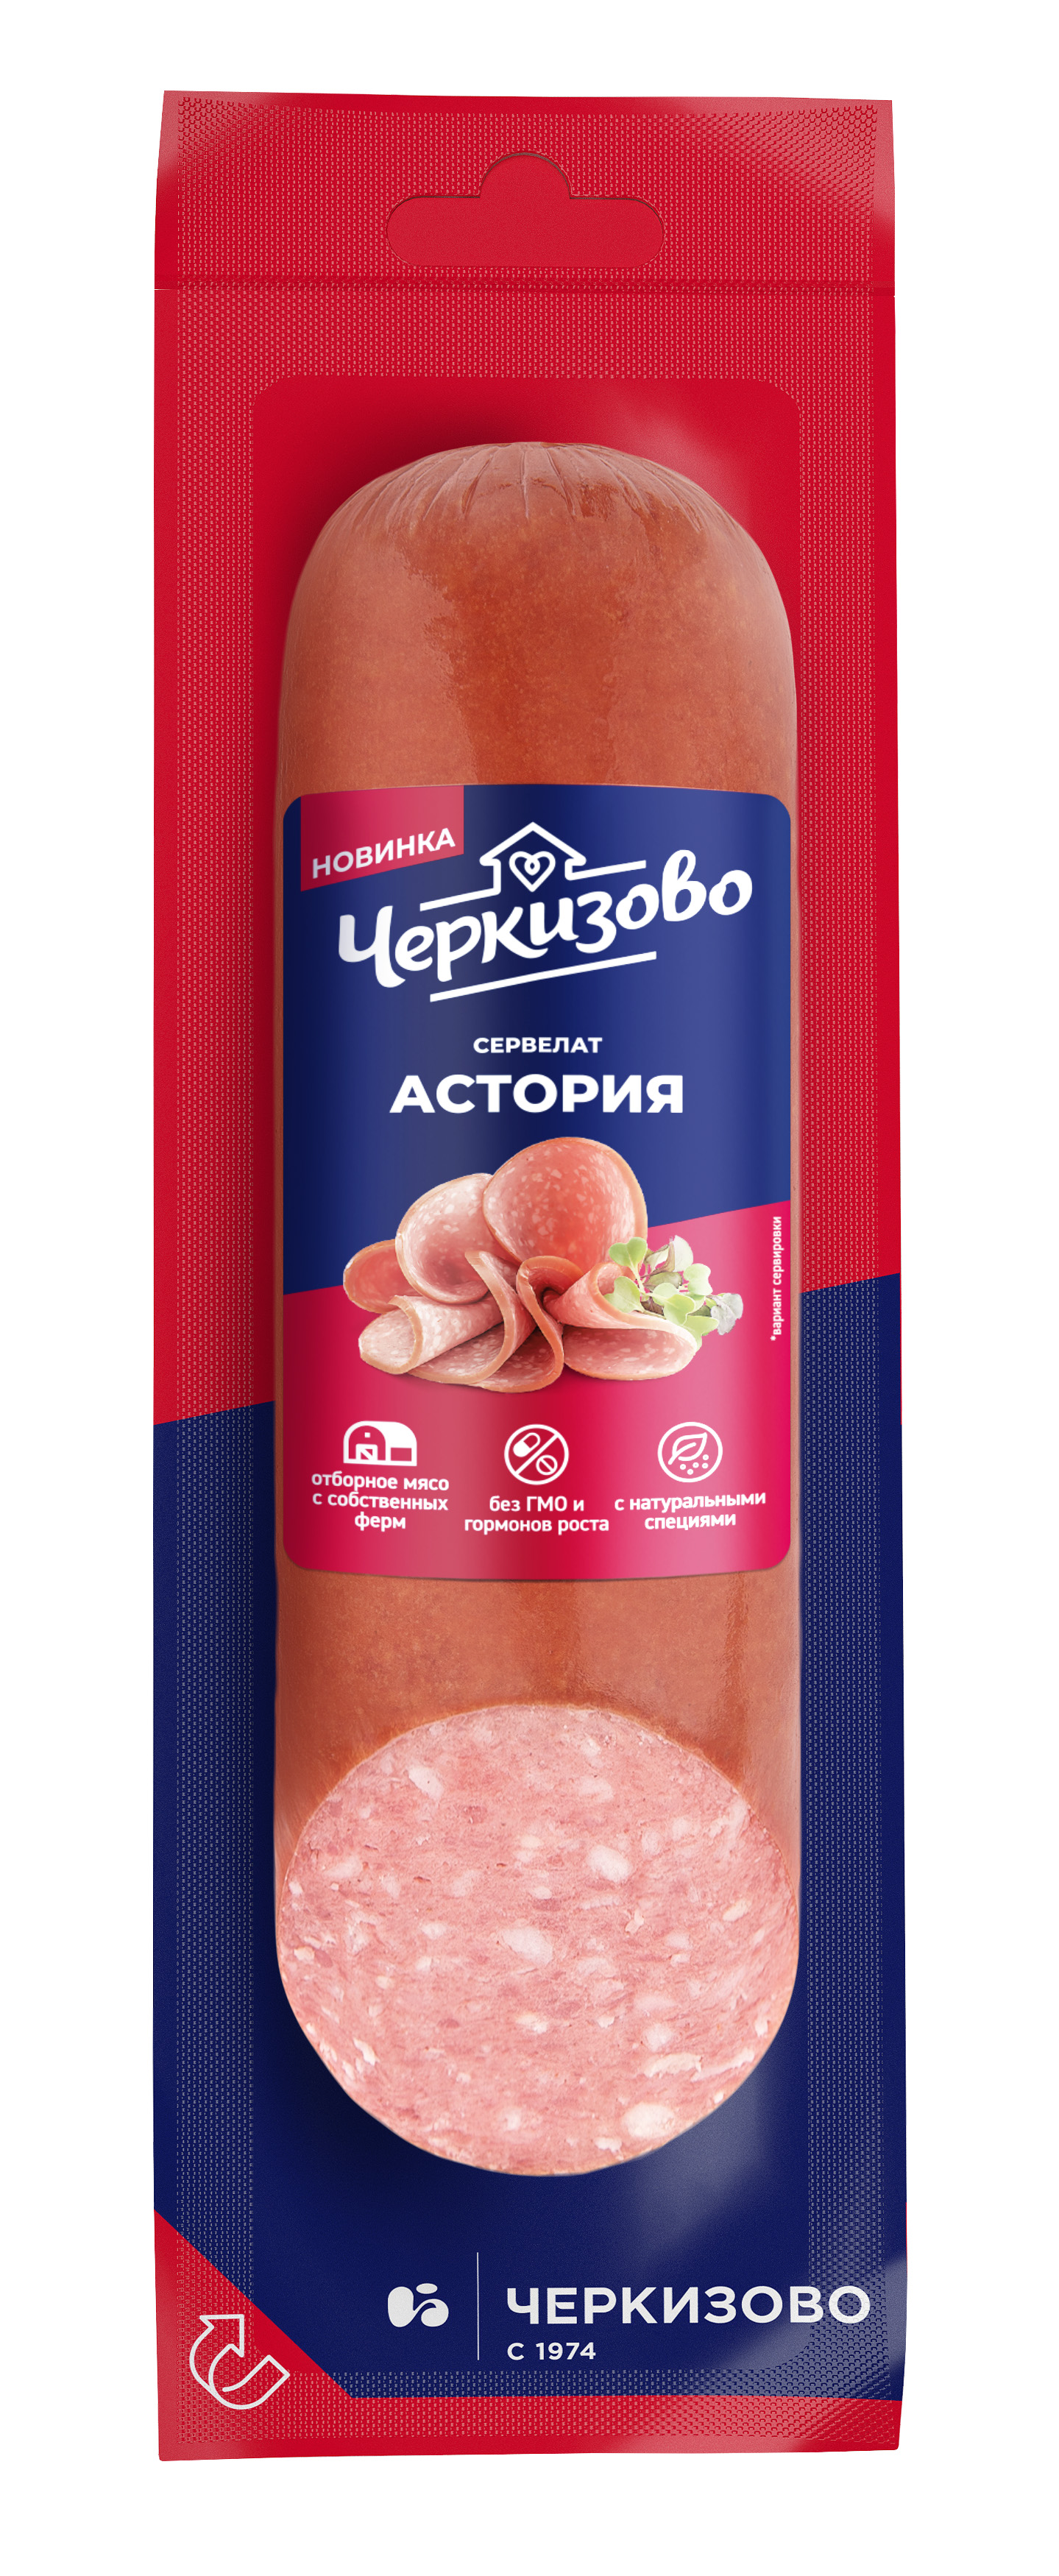 НОВИНКА
Черкизово
СЕРВЕЛАТ
АСТОРИЯ
*вариант сервировки
отборное мясо
с собственных
ферм
без ГМО и
гормонов роста
с натуральными
специями
ЧЕРКИЗОВО
С 1974